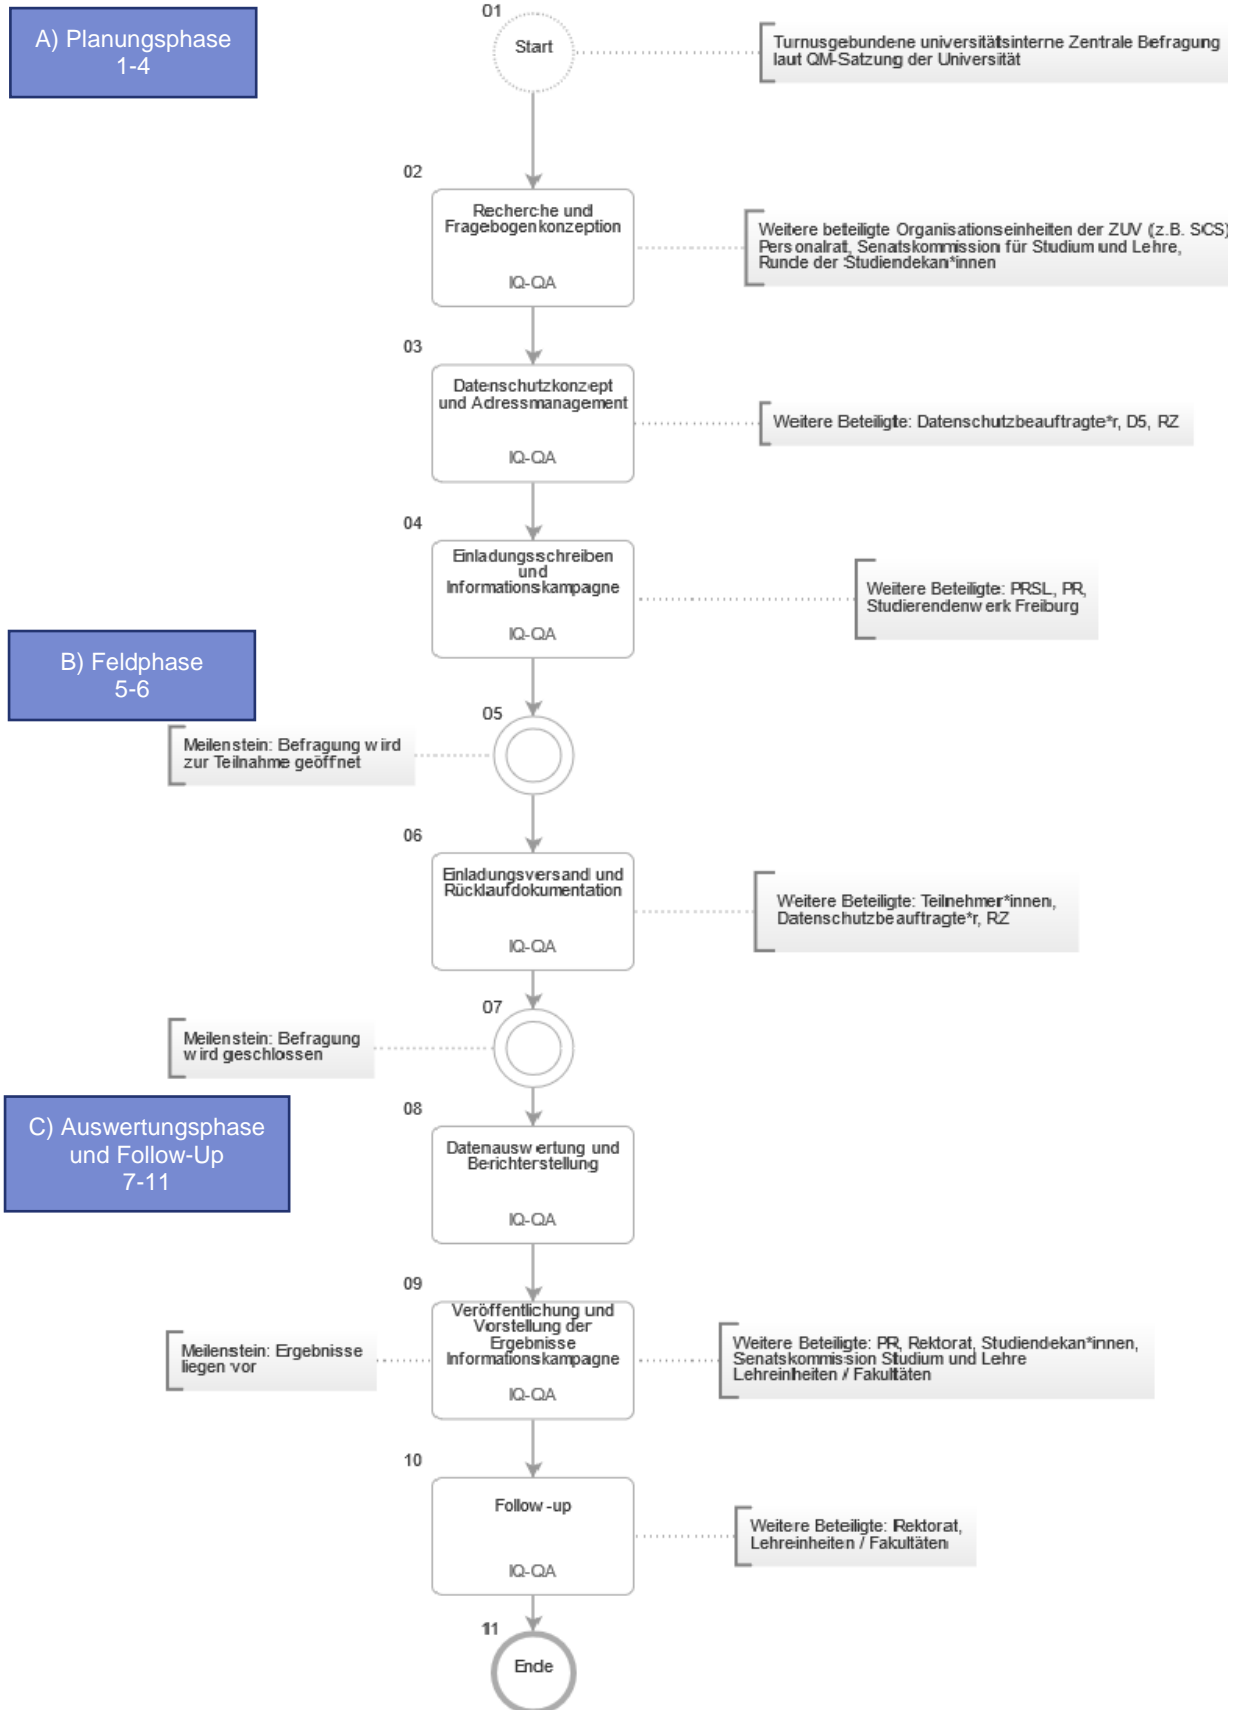 A) Planungsphase
1-4
01
Start
Turnusgebundene universitätsinterne Zentrale Befragung
laut QM-Satzung der Universität
02
Recherche und
Fragebogenkonzeption
IQ-QA
Weitere beteiligte Organisationseinheiten der ZUV (z.B. SCS)
Personalrat, Senatskommission für Studium und Lehre,
Runde der Studiendekan*innen
03
Datenschutzkonzept
und Adressmanagement
IQ-QA
Weitere Beteiligte: Datenschutzbeauftragte*r, D5, RZ
04
Einladungsschreiben
und
Informationskampagne
IQ-QA
Weitere Beteiligte: PRSL, PR,
Studierendenwerk Freiburg
B) Feldphase
5-6
05
Meilenstein: Befragung wird
zur Teilnahme geöffnet
06
Einladungsversand und
Rücklaufdokumentation
IQ-QA
Weitere Beteiligte: Teilnehmer*innen,
Datenschutzbeauftragte*r, RZ
07
Meilenstein: Befragung
wird geschlossen
C) Auswertungsphase
und Follow-Up
7-11
08
Datenauswertung und
Berichterstellung
IQ-QA
09
Veröffentlichung und
Vorstellung der
Ergebnisse
Informationskampagne
IQ-QA
Meilenstein: Ergebnisse
liegen vor
Weitere Beteiligte: PR, Rektorat, Studiendekan*innen,
Senatskommission Studium und Lehre
Lehreinheiten / Fakultäten
10
Follow-up
IQ-QA
Weitere Beteiligte: Rektorat,
Lehreinheiten / Fakultäten
11
Ende